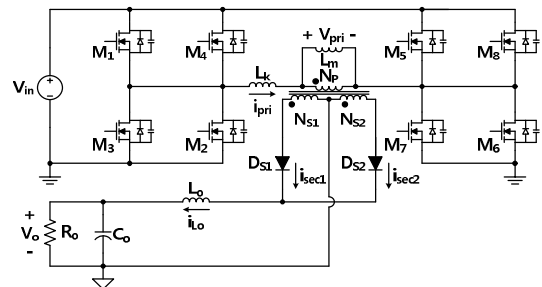 + Vpri -
M1
M4
Lm
M5
M8
Lk
NP
Vin
+
-
ipri
NS1
NS2
M3
M2
M7
M6
DS1
DS2
isec1
isec2
Lo
+
Vo
-
Ro
Co
iLo